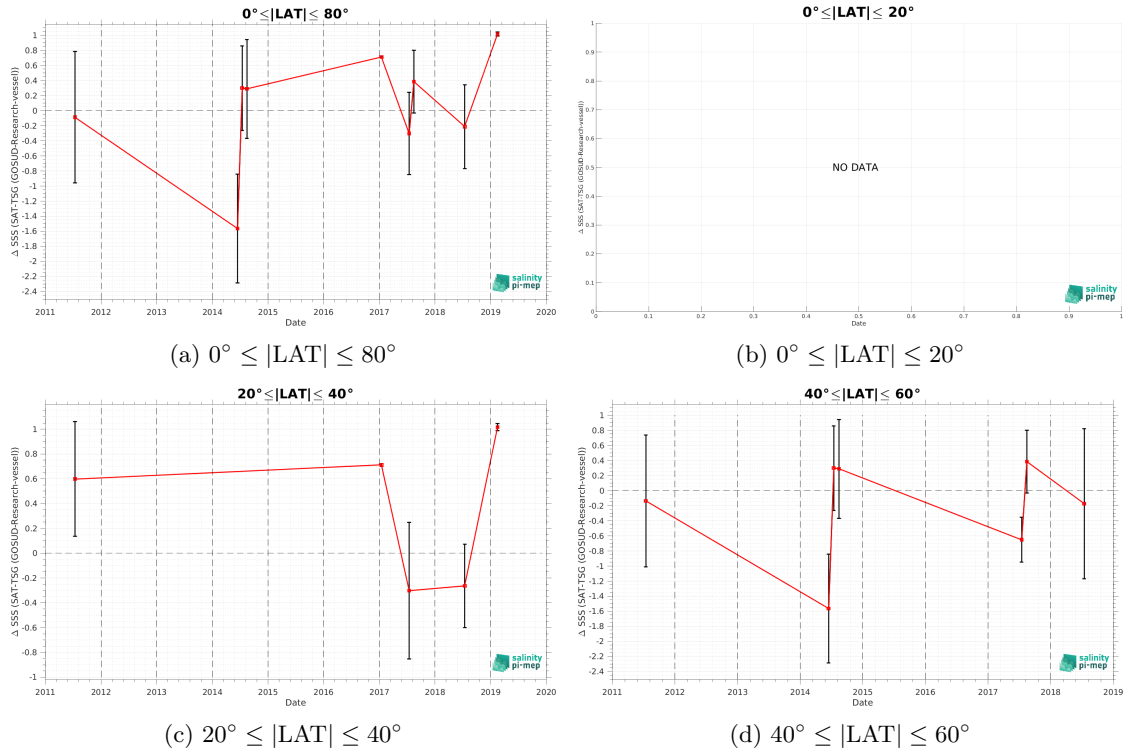 0°≤|LAT|≤ 80°
Δ SSS (SAT-TSG (GOSUD-Research-vessel))
1
0.8
0.6
0.4
0.2
0
-0.2
-0.4
-0.6
-0.8
-1
-1.2
-1.4
-1.6
-1.8
-2
-2.2
-2.4
salinity
pi-mep
2011 2012 2013 2014 2015 2016 2017 2018 2019 2020
Date
(a) 0° ≤ |LAT| ≤ 80°
0°≤|LAT|≤ 20°
Δ SSS (SAT-TSG (GOSUD-Research-vessel))
1
0.9
0.8
0.7
0.6
0.5
0.4
0.3
0.2
0.1
0
NO DATA
salinity
pi-mep
0 0.1 0.2 0.3 0.4 0.5 0.6 0.7 0.8 0.9 1
Date
(b) 0° ≤ |LAT| ≤ 20°
20°≤|LAT|≤ 40°
Δ SSS (SAT-TSG (GOSUD-Research-vessel))
1
0.8
0.6
0.4
0.2
0
-0.2
-0.4
-0.6
-0.8
-1
salinity
pi-mep
2011 2012 2013 2014 2015 2016 2017 2018 2019 2020
Date
(c) 20° ≤ |LAT| ≤ 40°
40°≤|LAT|≤ 60°
Δ SSS (SAT-TSG (GOSUD-Research-vessel))
1
0.8
0.6
0.4
0.2
0
-0.2
-0.4
-0.6
-0.8
-1
-1.2
-1.4
-1.6
-1.8
-2
-2.2
-2.4
salinity
pi-mep
2011 2012 2013 2014 2015 2016 2017 2018 2019
Date
(d) 40° ≤ |LAT| ≤ 60°